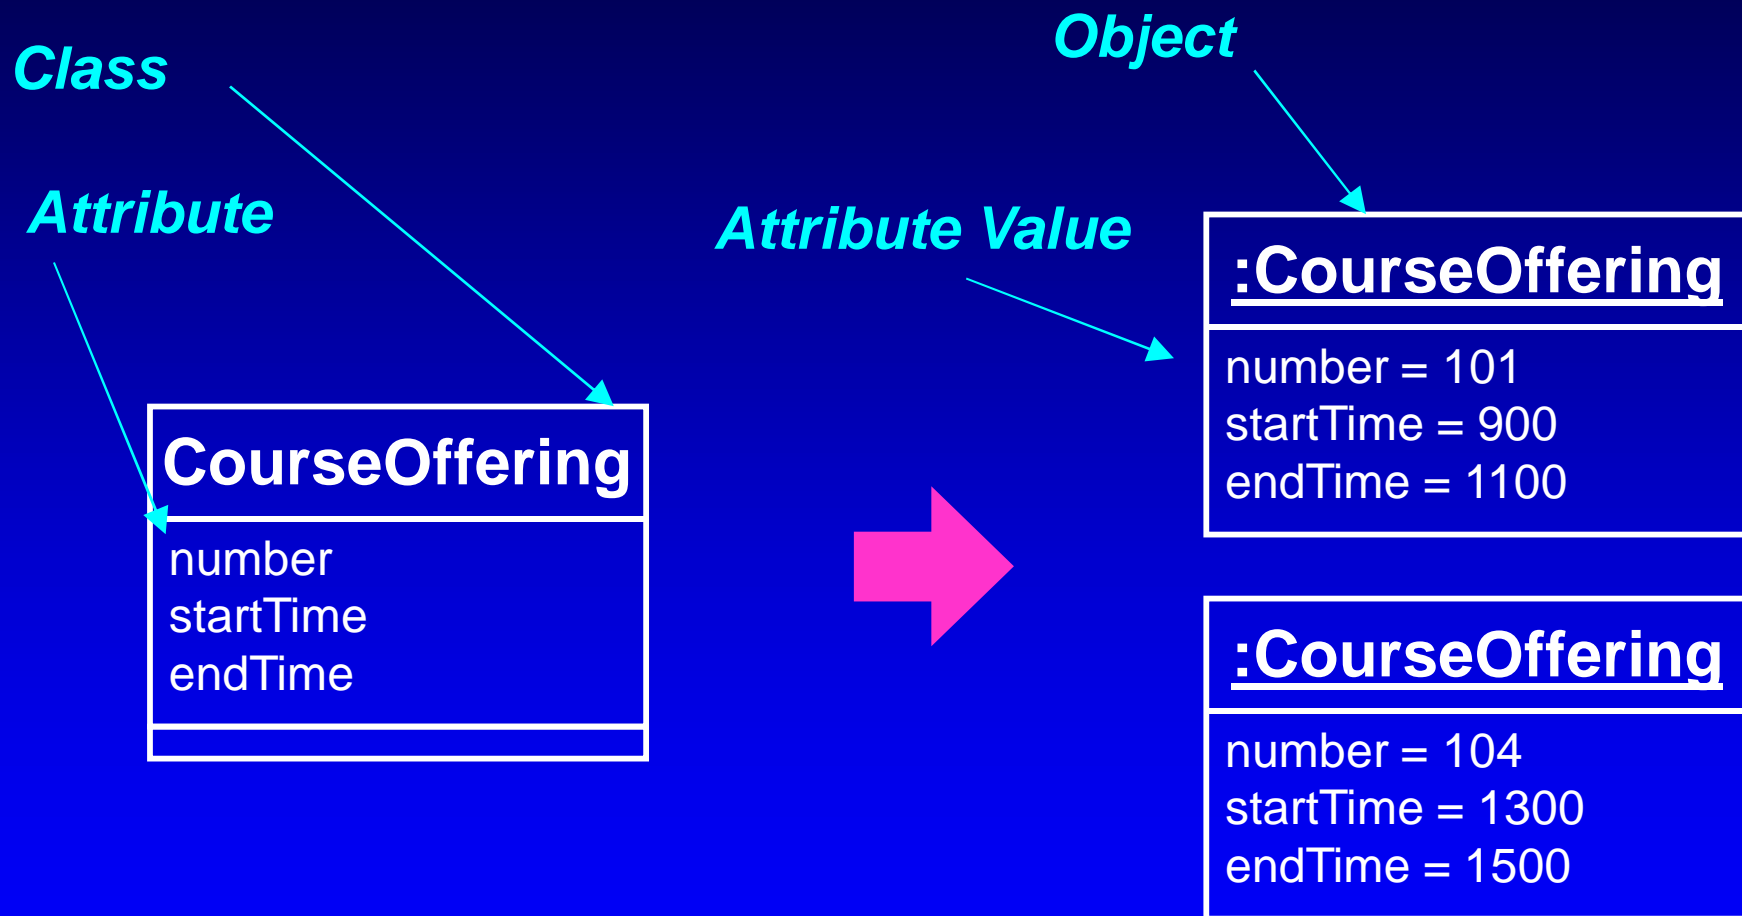 Class
Object
Attribute
Attribute Value
CourseOffering
number
startTime
endTime
:CourseOffering
number = 101
startTime = 900
endTime = 1100
:CourseOffering
number = 104
startTime = 1300
endTime = 1500